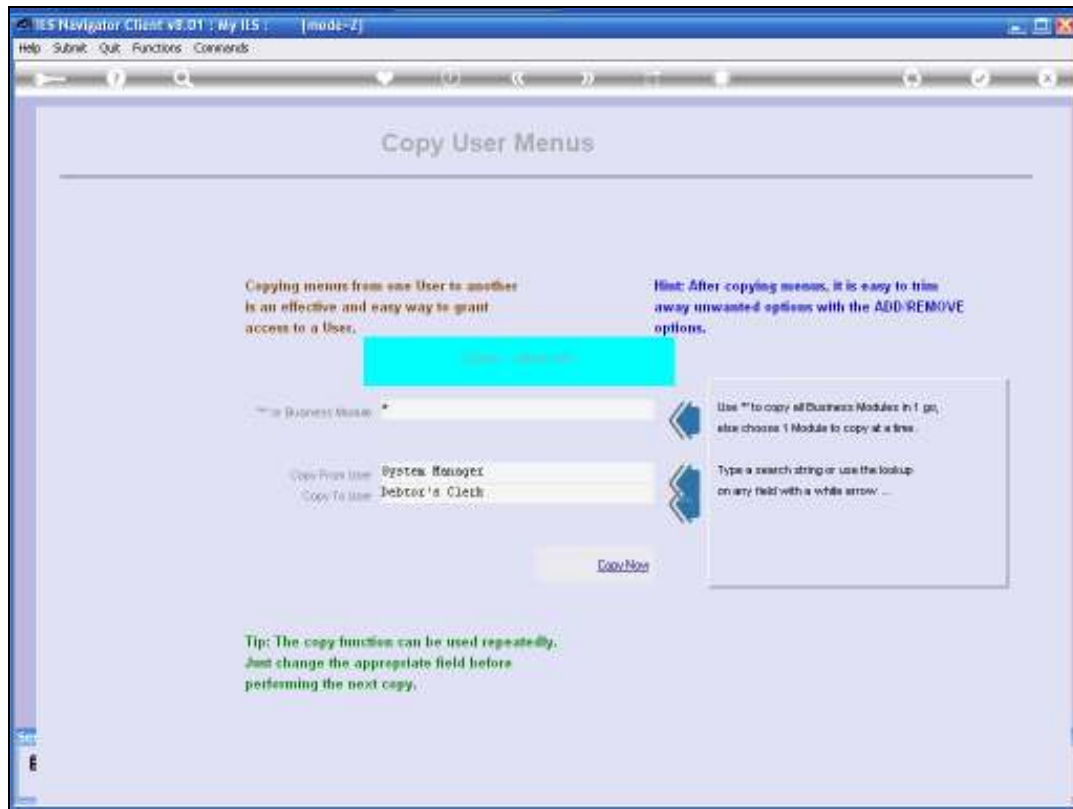 IES Navigator Client v8.01 : My IES : [mode=Z]
Help Submit Quit Functions Commands
Copy User Menus
Copying menus from one User to another
is an effective and easy way to grant
access to a User.
Hint: After copying menus, it is easy to trim
away unwanted options with the ADD/REMOVE
options.
"*" or Business Module *
Use "*" to copy all Business Modules in 1 go,
else choose 1 Module to copy at a time.
Copy From User System Manager
Copy To User Debtor's Clerk
Type a search string or use the lookup
on any field with a while arrow ...
Copy Now
Tip: The copy function can be used repeatedly.
Just change the appropriate field before
performing the next copy.